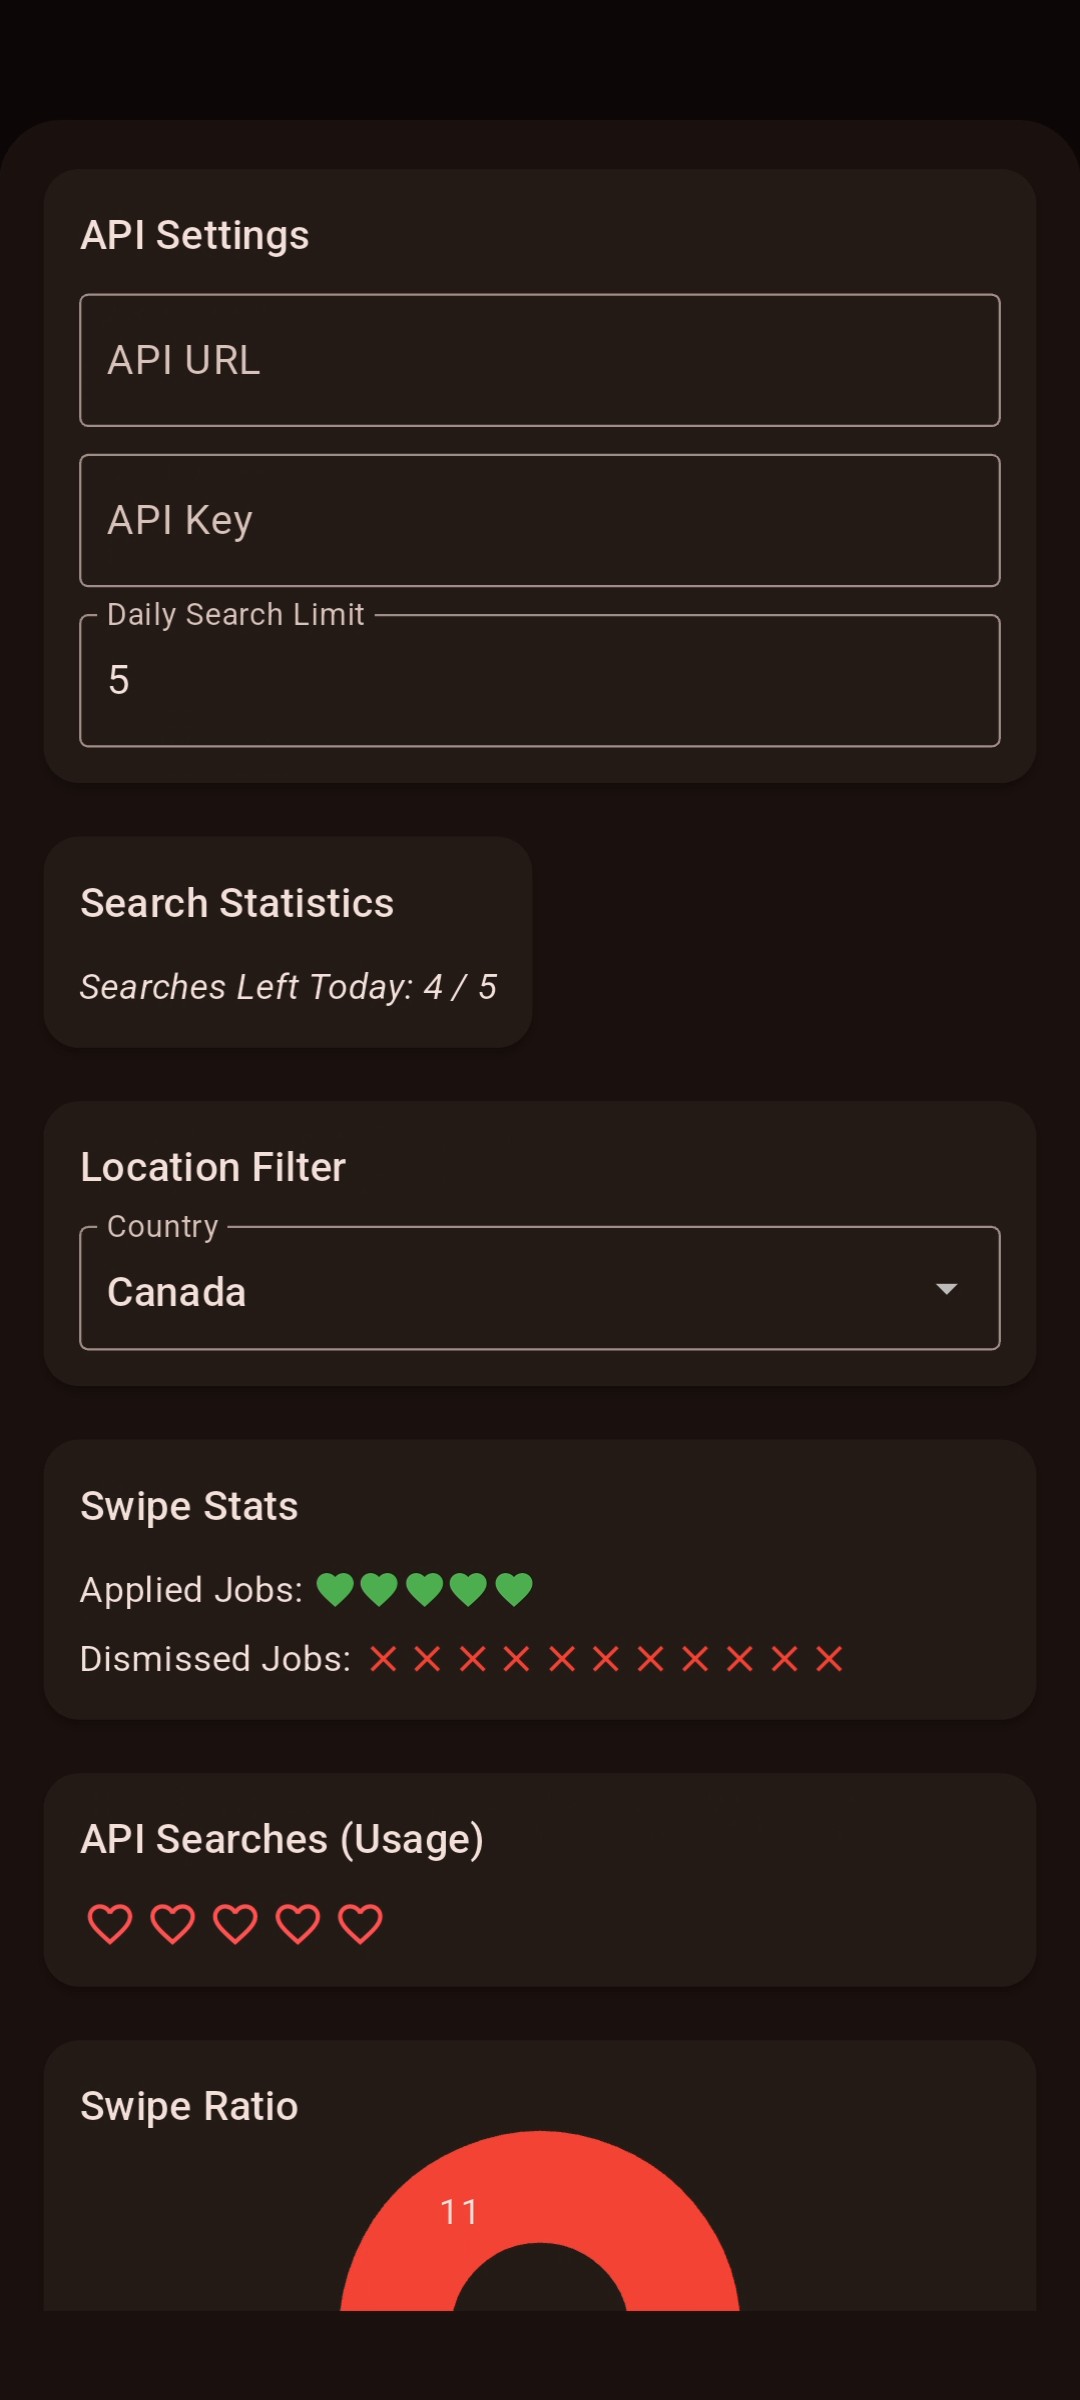 API Settings
API URL
API Key
Daily Search Limit
5
Search Statistics
Searches Left Today: 4 / 5
Location Filter
Country
Canada
Swipe Stats
Applied Jobs:
Dismissed Jobs:
API Searches (Usage)
Swipe Ratio
11